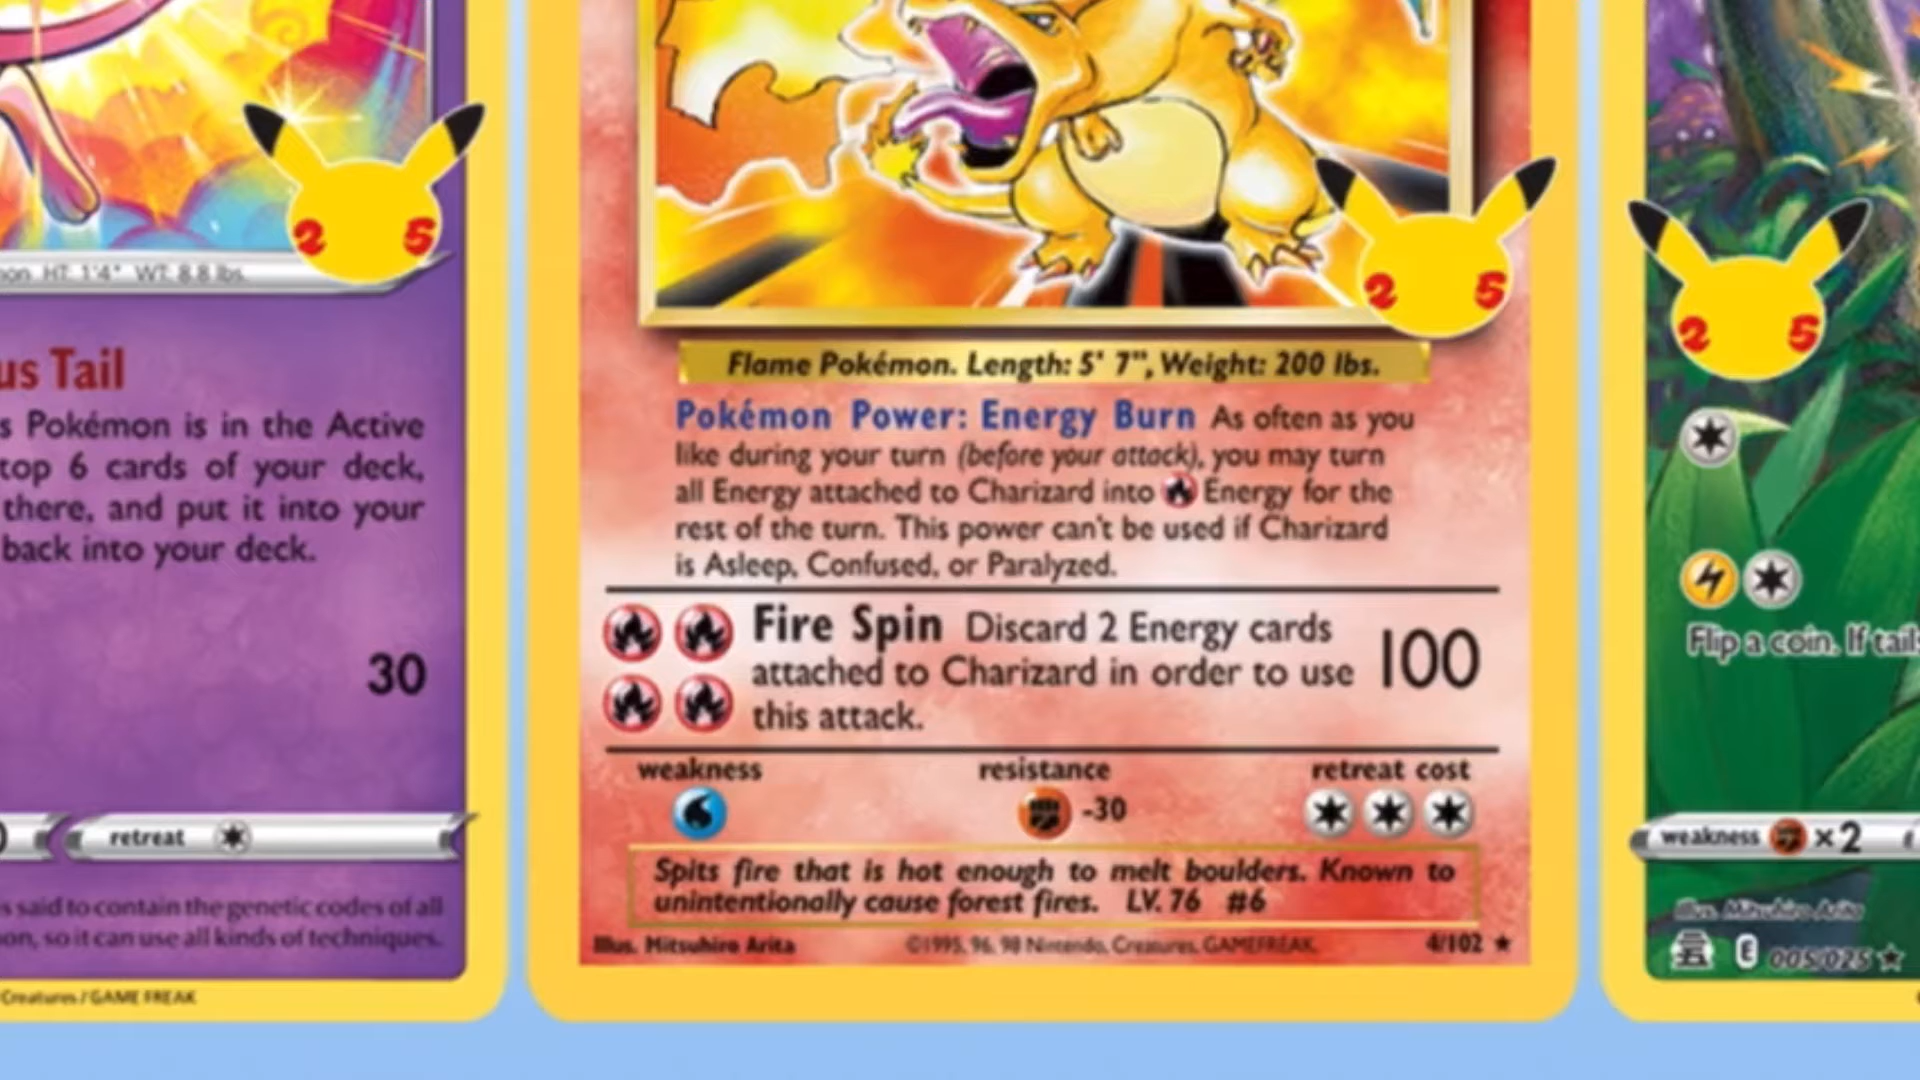 2 5
on. HT: 1'4" WT: 8.8 lbs.
us Tail
s Pokémon is in the Active
top 6 cards of your deck,
there, and put it into your
back into your deck.
30
retreat
s said to contain the genetic codes of all
on, so it can use all kinds of techniques.
Creatures / GAME FREAK
2 5
Flame Pokémon. Length: 5' 7", Weight: 200 lbs.
Pokémon Power: Energy Burn As often as you
like during your turn (before your attack), you may turn
all Energy attached to Charizard into Energy for the
rest of the turn. This power can't be used if Charizard
is Asleep, Confused, or Paralyzed.
Fire Spin Discard 2 Energy cards
attached to Charizard in order to use
this attack.
100
weakness resistance retreat cost
-30
Spits fire that is hot enough to melt boulders. Known to
unintentionally cause forest fires. LV. 76 #6
Illus. Mitsuhiro Arita ©1995, 96, 98 Nintendo, Creatures, GAMEFREAK. 4/102
2 5
Flip a coin. If tails
weakness ×2
Illus. Mitsuhiro Arita
E 005/025